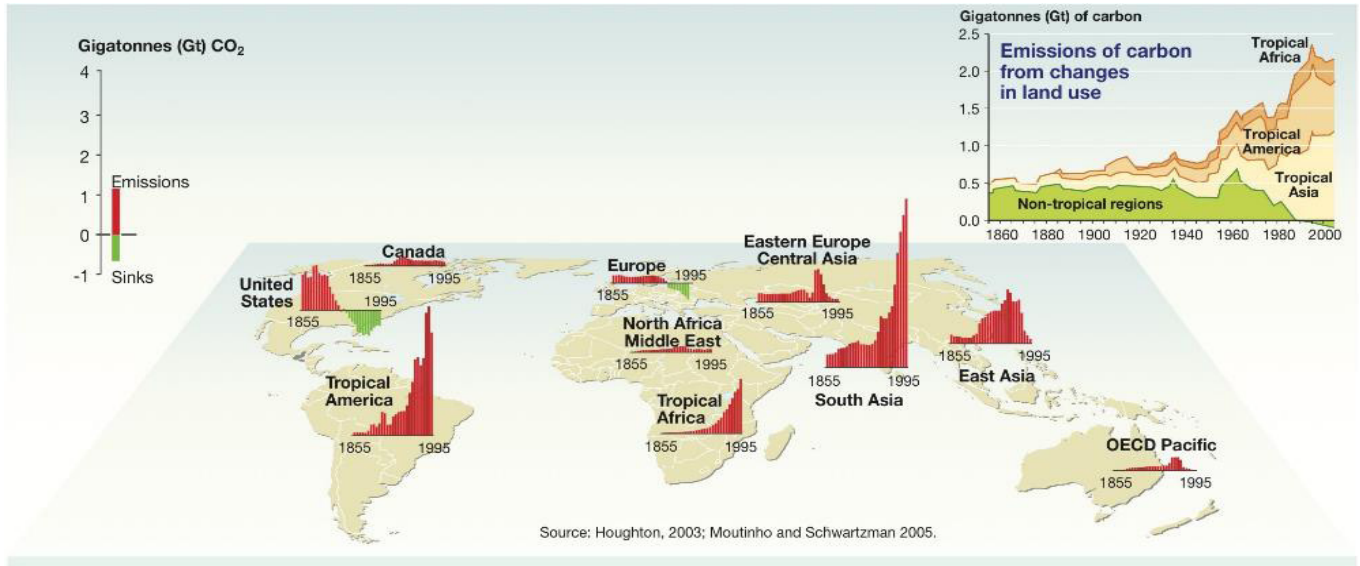 Gigatonnes (Gt) CO2
4
3
2
1
0
-1
Emissions
Sinks
Gigatonnes (Gt) of carbon
2.5
2.0
1.5
1.0
0.5
0.0
Emissions of carbon
from changes
in land use
Tropical
Africa
Tropical
America
Tropical
Asia
Non-tropical regions
1860 1880 1900 1920 1940 1960 1980 2000
Canada
1855 1995
United
States
1855 1995
Europe
1855 1995
Eastern Europe
Central Asia
1855 1995
North Africa
Middle East
1855 1995
Tropical
America
1855 1995
Tropical
Africa
1855 1995
1855 1995
South Asia
1855 1995
East Asia
OECD Pacific
1855 1995
Source: Houghton, 2003; Moutinho and Schwartzman 2005.